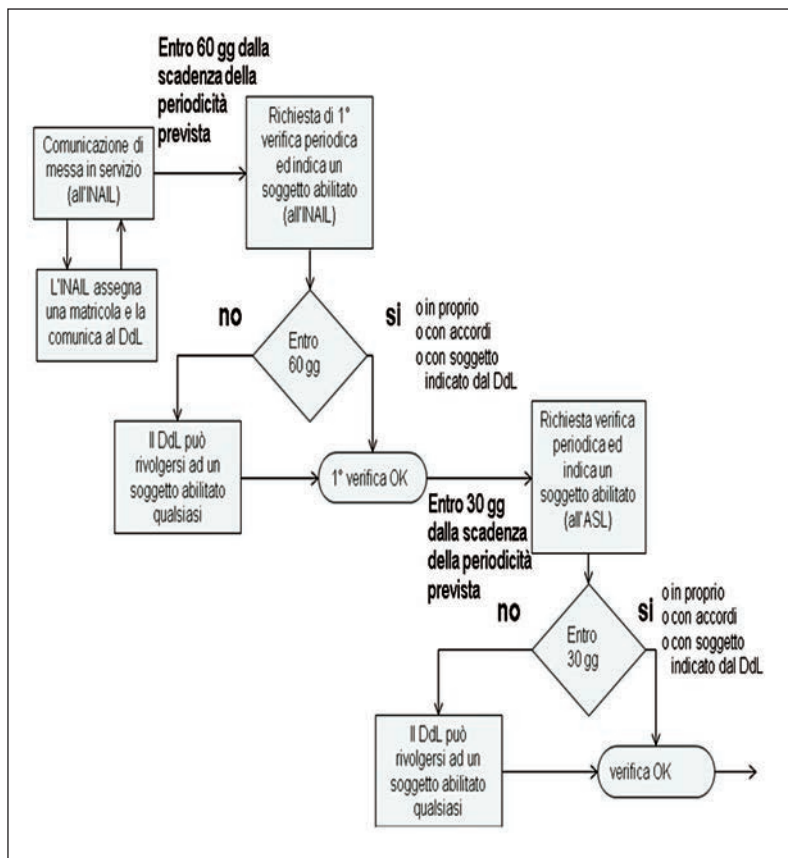 Entro 60 gg dalla
scadenza della
periodicità
prevista
Comunicazione di
messa in servizio
(all'INAIL)
Richiesta di 1°
verifica periodica
ed indica un
soggetto abilitato
(all'INAIL)
L'INAIL assegna
una matricola e la
comunica al DdL
no
Entro
60 gg
si
o in proprio
o con accordi
o con soggetto
indicato dal DdL
Il DdL può
rivolgersi ad un
soggetto abilitato
qualsiasi
1° verifica OK
Entro 30 gg
dalla scadenza
della periodicità
prevista
Richiesta verifica
periodica ed
indica un
soggetto abilitato
(all'ASL)
no
Entro
30 gg
si
o in proprio
o con accordi
o con soggetto
indicato dal DdL
Il DdL può
rivolgersi ad un
soggetto abilitato
qualsiasi
verifica OK